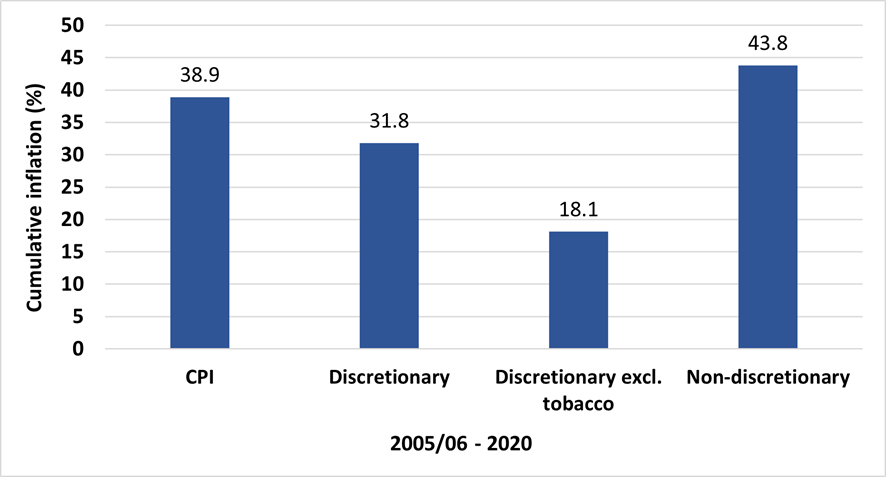 Cumulative inflation (%)
50
45
40
35
30
25
20
15
10
5
0
38.9
31.8
18.1
43.8
CPI
Discretionary
Discretionary excl.
tobacco
Non-discretionary
2005/06 - 2020